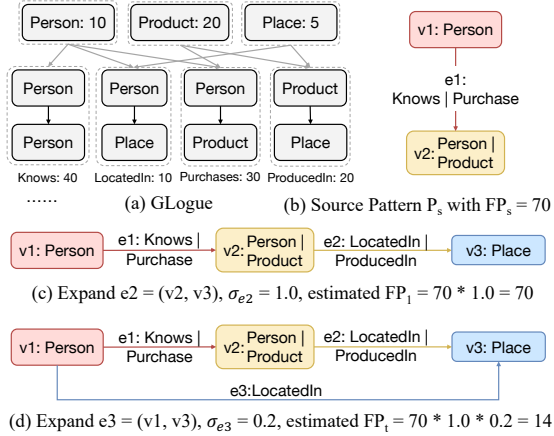 Person: 10
Product: 20
Place: 5
Person
Person
Person
Product
Person
Place
Product
Place
Knows: 40
LocatedIn: 10
Purchases: 30
ProducedIn: 20
......
(a) GLogue
v1: Person
e1:
Knows | Purchase
v2: Person |
Product
(b) Source Pattern Pₛ with FPₛ = 70
v1: Person
e1: Knows |
Purchase
v2: Person |
Product
e2: LocatedIn |
ProducedIn
v3: Place
(c) Expand e2 = (v2, v3), σₑ₂ = 1.0, estimated FP₁ = 70 * 1.0 = 70
v1: Person
e1: Knows |
Purchase
v2: Person |
Product
e2: LocatedIn |
ProducedIn
v3: Place
e3:LocatedIn
(d) Expand e3 = (v1, v3), σₑ₃ = 0.2, estimated FPₜ = 70 * 1.0 * 0.2 = 14